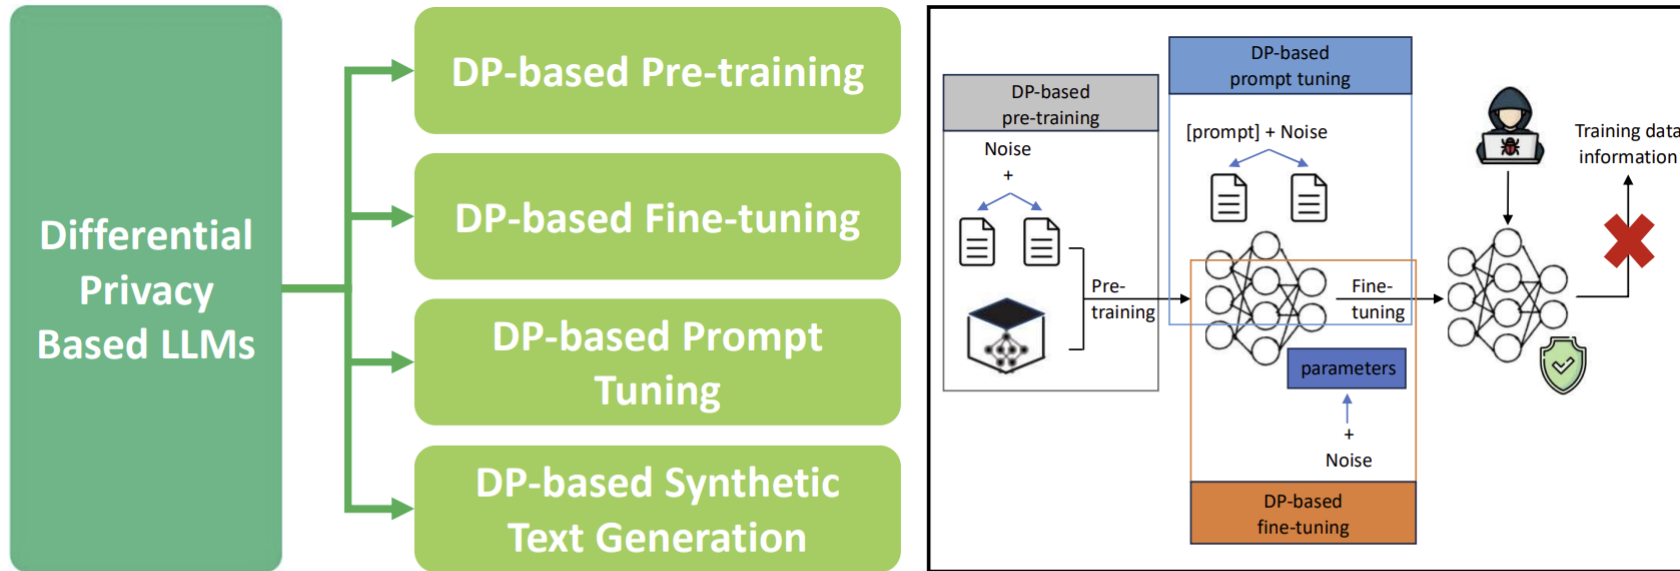 Differential
Privacy
Based LLMs
DP-based Pre-training
DP-based Fine-tuning
DP-based Prompt
Tuning
DP-based Synthetic
Text Generation
DP-based
pre-training
Noise
+
Pre-
training
DP-based
prompt tuning
[prompt] + Noise
Fine-
tuning
parameters
+
Noise
DP-based
fine-tuning
Training data
information